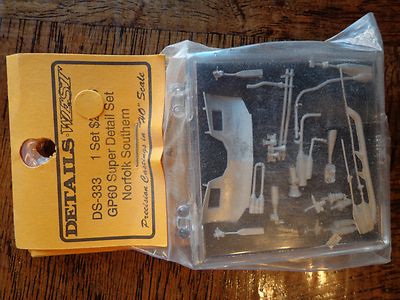 DETAILS WEST
DS-333 1 Set $
GP60 Super Detail Set
Norfolk Southern
Precision Castings in "HO" Scale